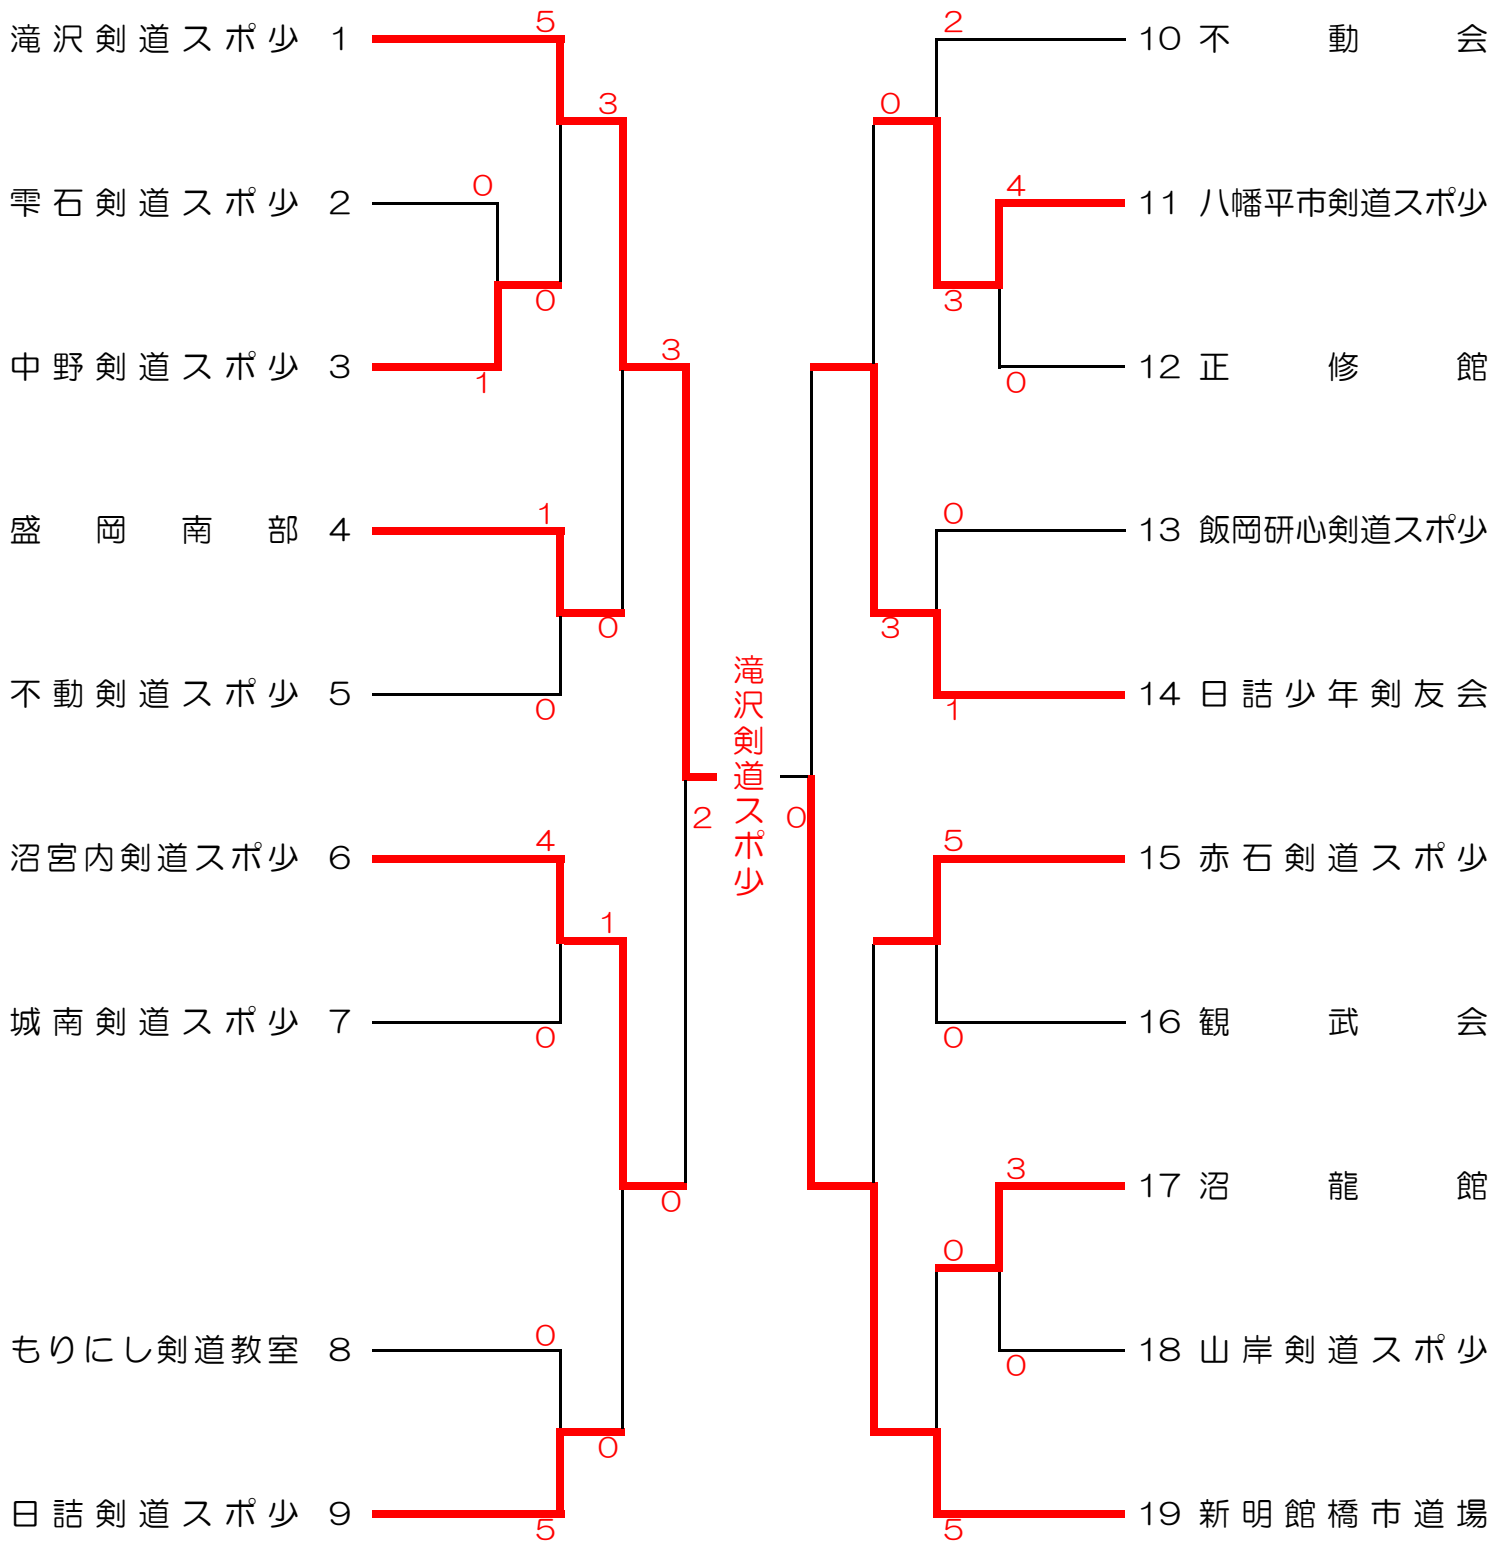 滝沢剣道スポ少 1
5
3
雫石剣道スポ少 2
0
0
中野剣道スポ少 3
1
3
盛岡南部 4
1
0
不動剣道スポ少 5
0
沼宮内剣道スポ少 6
4
1
城南剣道スポ少 7
0
0
もりにし剣道教室 8
0
0
日詰剣道スポ少 9
5
2
滝沢剣道スポ少
0
2
10 不動会
0
4
11 八幡平市剣道スポ少
3
12 正修館
0
0
13 飯岡研心剣道スポ少
3
14 日詰少年剣友会
1
5
15 赤石剣道スポ少
16 観武会
0
3
17 沼龍館
0
18 山岸剣道スポ少
0
19 新明館橋市道場
5